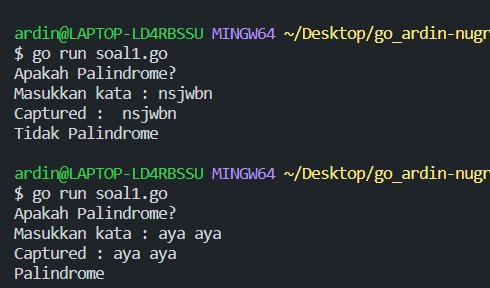 ardin@LAPTOP-LD4RBSSU MINGW64 ~/Desktop/go_ardin-nugr
$ go run soal1.go
Apakah Palindrome?
Masukkan kata : nsjwbn
Captured :  nsjwbn
Tidak Palindrome
ardin@LAPTOP-LD4RBSSU MINGW64 ~/Desktop/go_ardin-nugr
$ go run soal1.go
Apakah Palindrome?
Masukkan kata : aya aya
Captured : aya aya
Palindrome